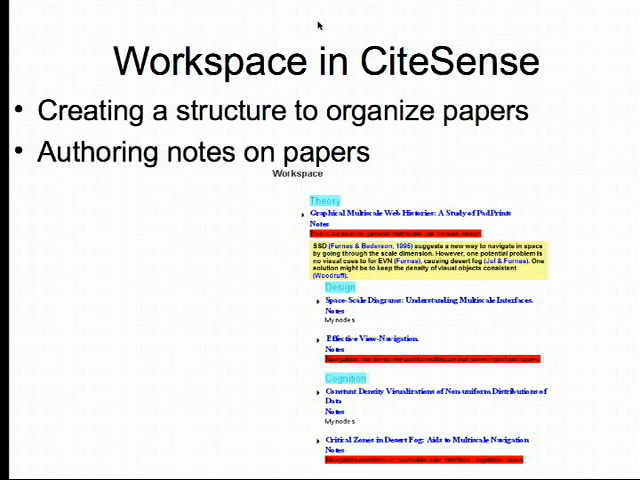 Workspace in CiteSense
• Creating a structure to organize papers
• Authoring notes on papers
Workspace
Theory
Graphical Multiscale Web Histories: A Study of PadPrints
Notes
SSD (Furnas & Bederson, 1995) suggests a new way to navigate in space
by going through the scale dimension. However, one potential problem is
no visual cues to for EVN (Furnas), causing desert fog (Jul & Furnas). One
solution might be to keep the density of visual objects consistent
(Woodruff).
Design
Space-Scale Diagrams: Understanding Multiscale Interfaces.
Notes
My nodes
Effective View-Navigation.
Notes
Cognition
Constant Density Visualizations of Non-uniform Distributions of
Data
Notes
My nodes
Critical Zones in Desert Fog: Aids to Multiscale Navigation
Notes